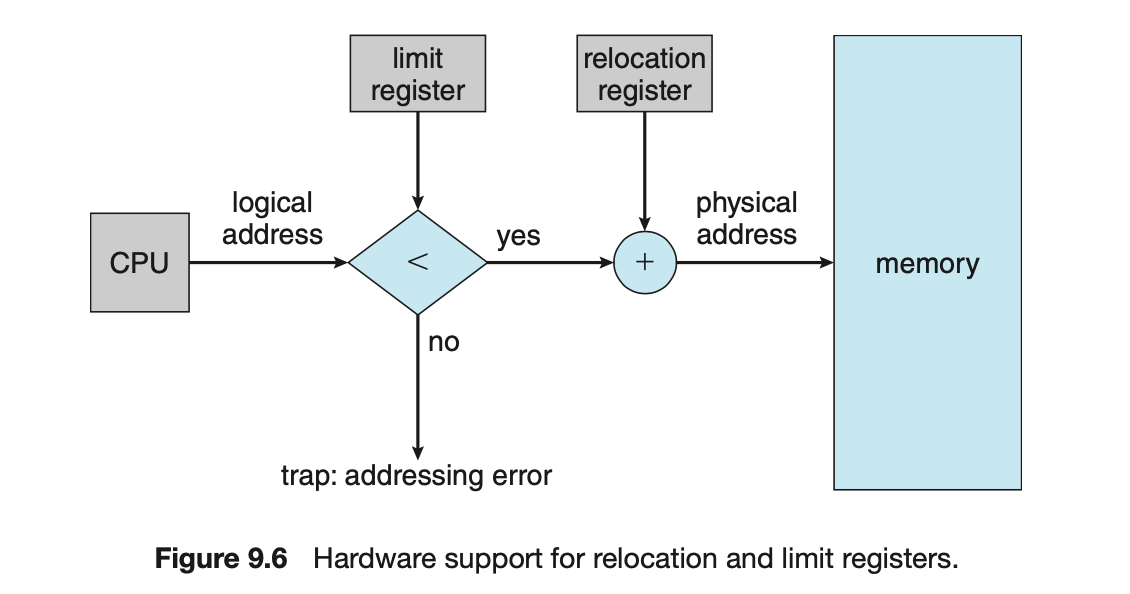 limit
register
relocation
register
logical
address
physical
address
CPU
<
yes
+
memory
no
trap: addressing error
Figure 9.6 Hardware support for relocation and limit registers.